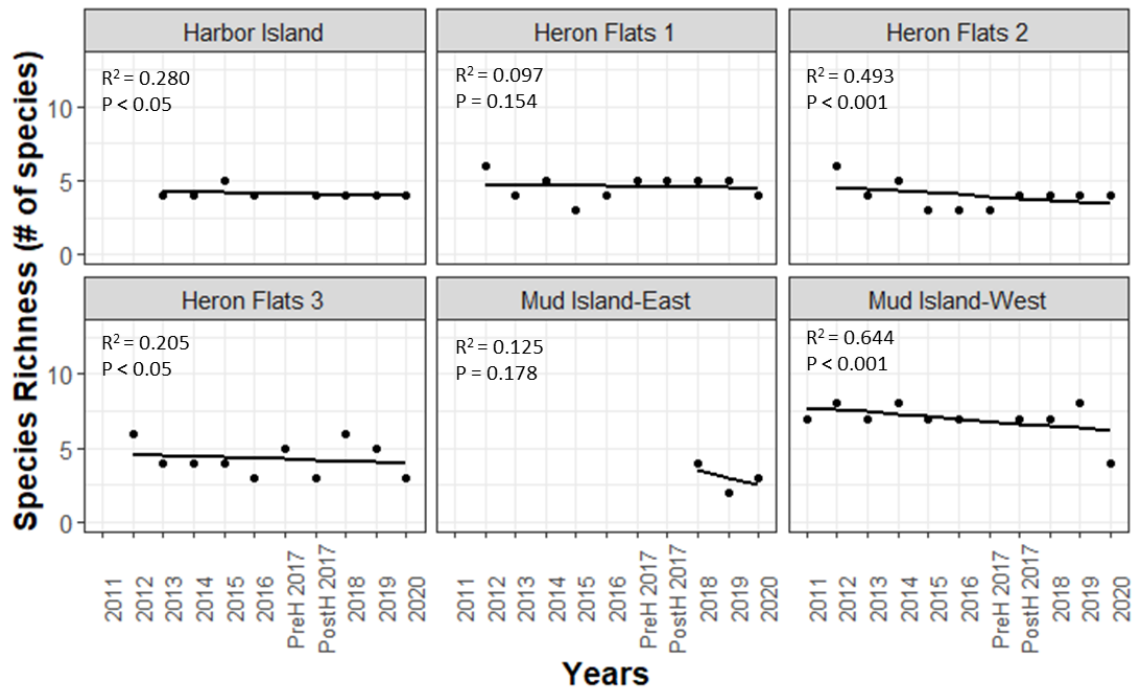 Harbor Island
Heron Flats 1
Heron Flats 2
R² = 0.280
P < 0.05
R² = 0.097
P = 0.154
R² = 0.493
P < 0.001
10
5
0
Heron Flats 3
Mud Island-East
Mud Island-West
R² = 0.205
P < 0.05
R² = 0.125
P = 0.178
R² = 0.644
P < 0.001
10
5
0
Species Richness (# of species)
2011
2012
2013
2014
2015
2016
PreH 2017
PostH 2017
2018
2019
2020
2011
2012
2013
2014
2015
2016
PreH 2017
PostH 2017
2018
2019
2020
2011
2012
2013
2014
2015
2016
PreH 2017
PostH 2017
2018
2019
2020
Years